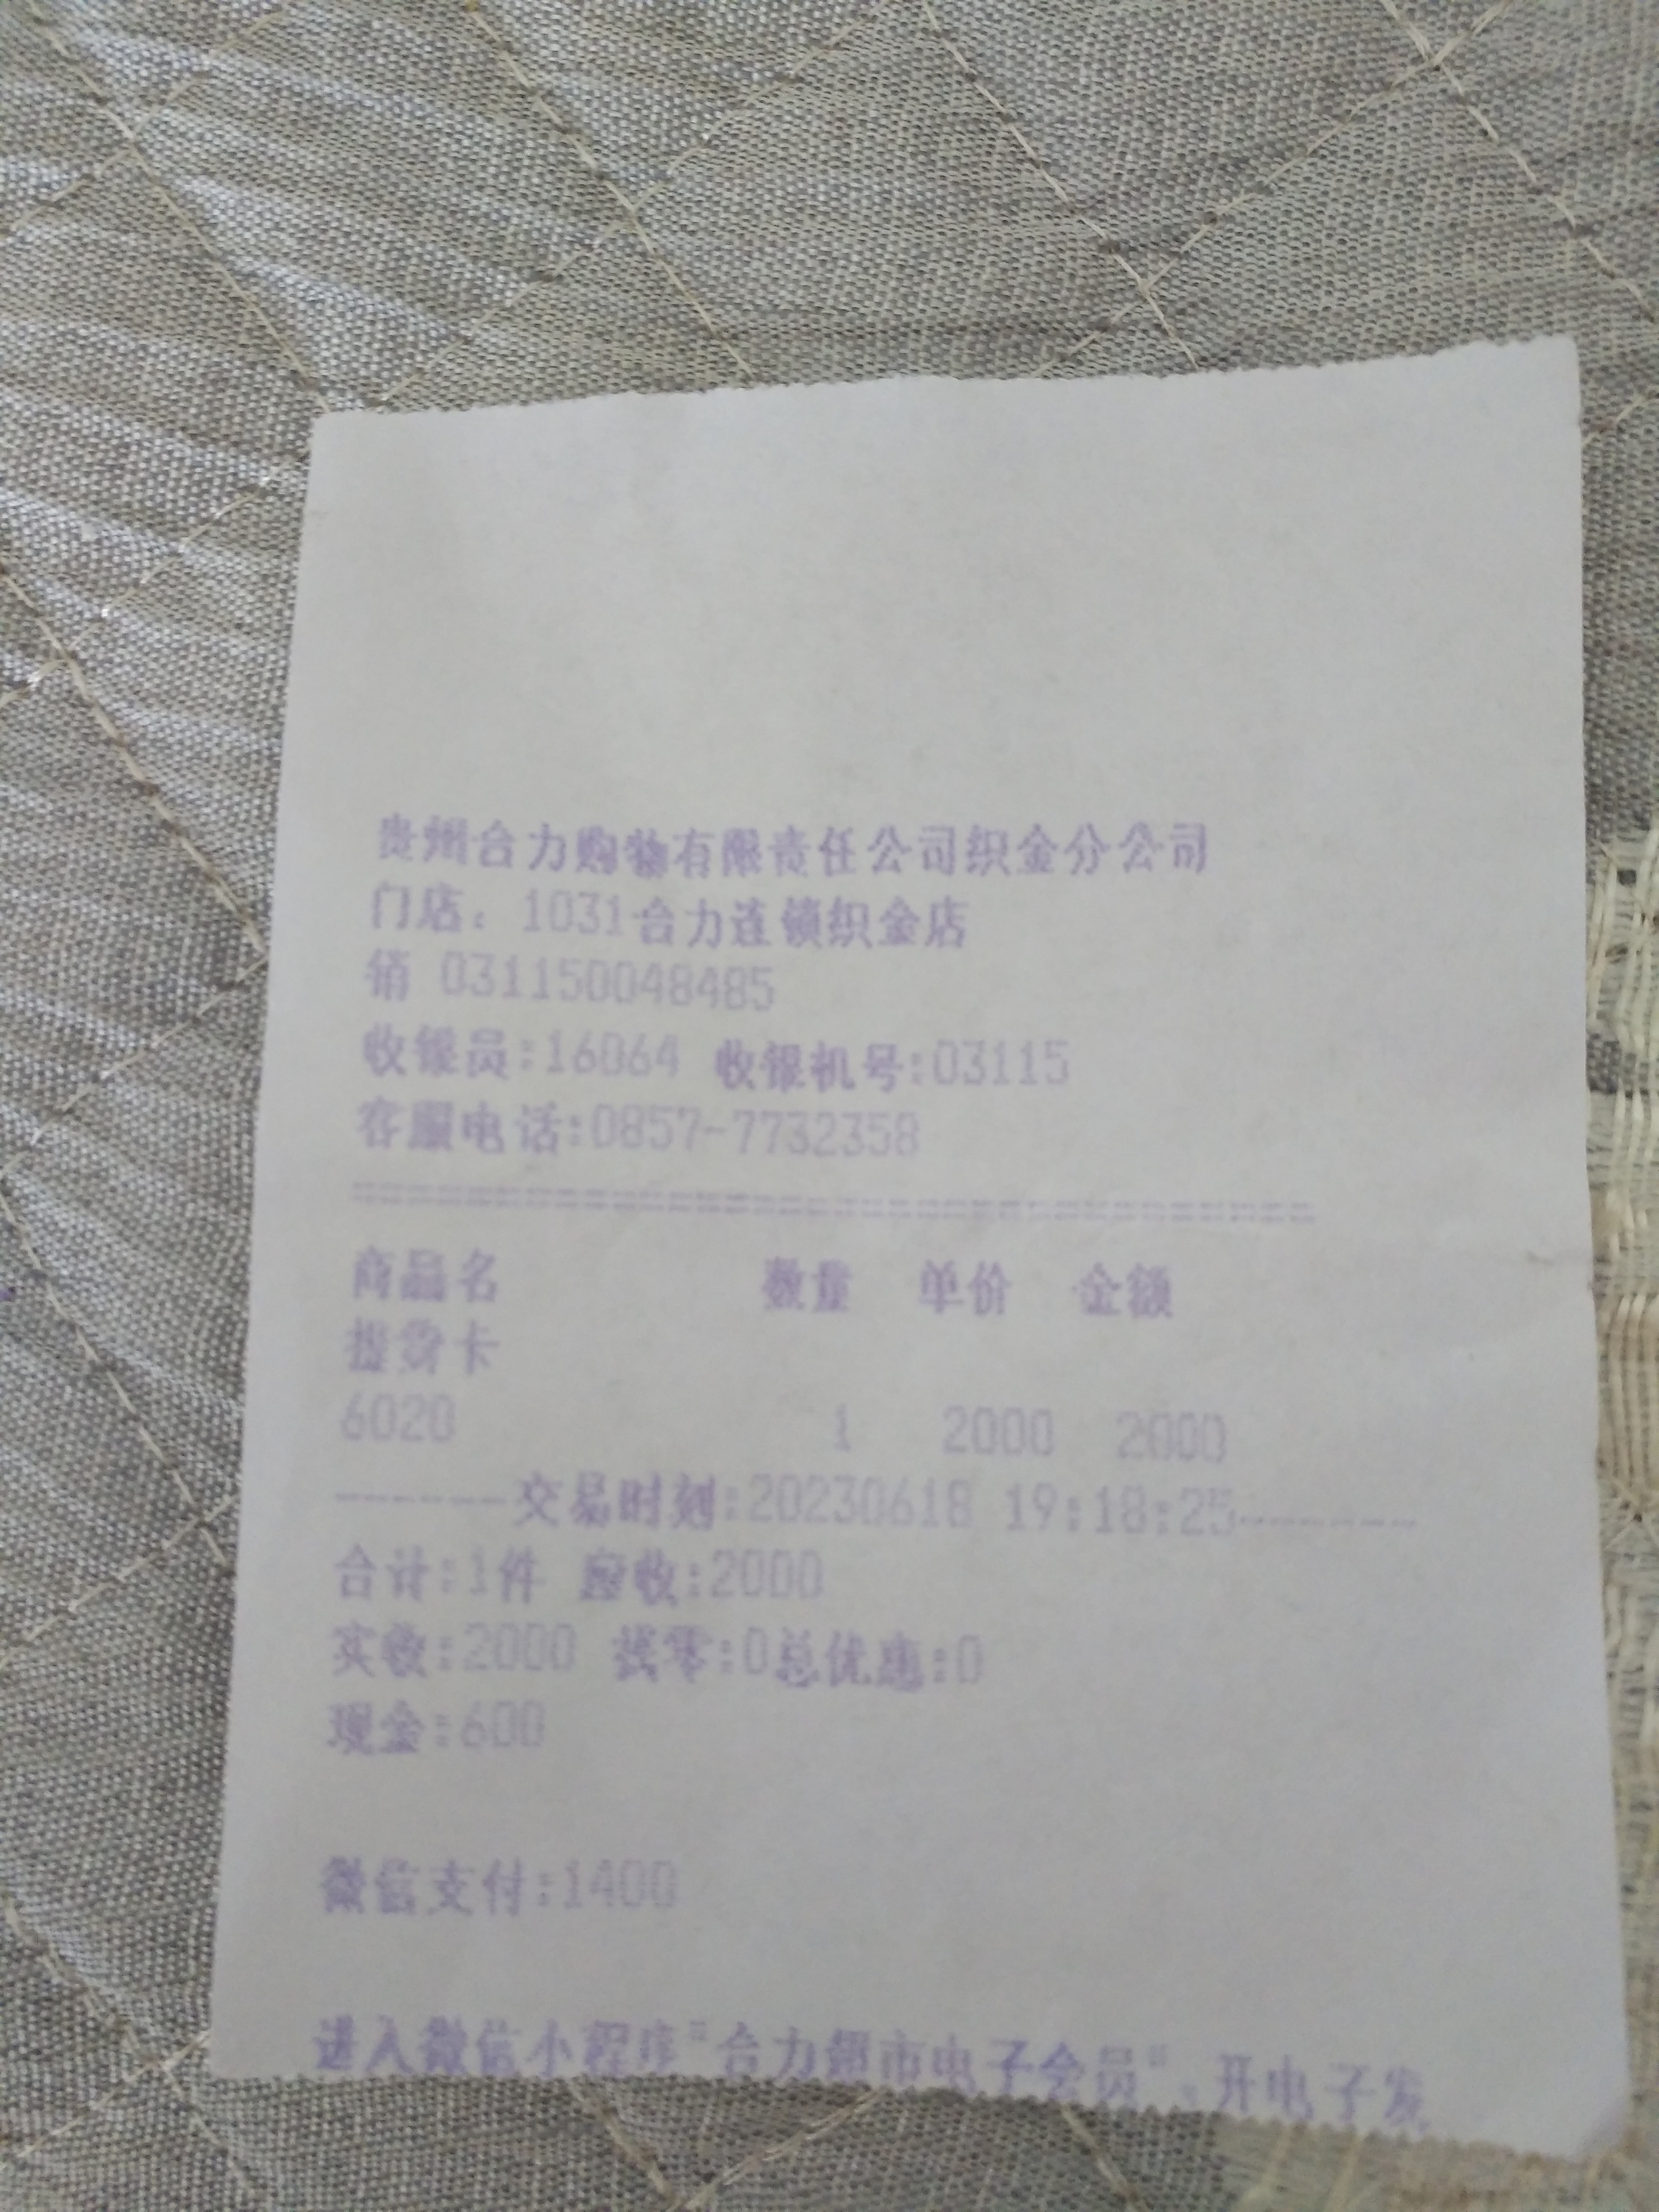 贵州合力购物有限责任公司织金分公司
门店：1031合力连锁织金店
销 031150048485
收银员:16064 收银机号:03115
客服电话:0857-7732358
====================================
商品名 数量 单价 金额
提货卡
6020 1 2000 2000
-------交易时刻:20230618 19:18:25-------
合计:1件 应收:2000
实收:2000 找零:0总优惠:0
现金:600
微信支付:1400
进入微信小程序"合力超市电子会员"。开电子发